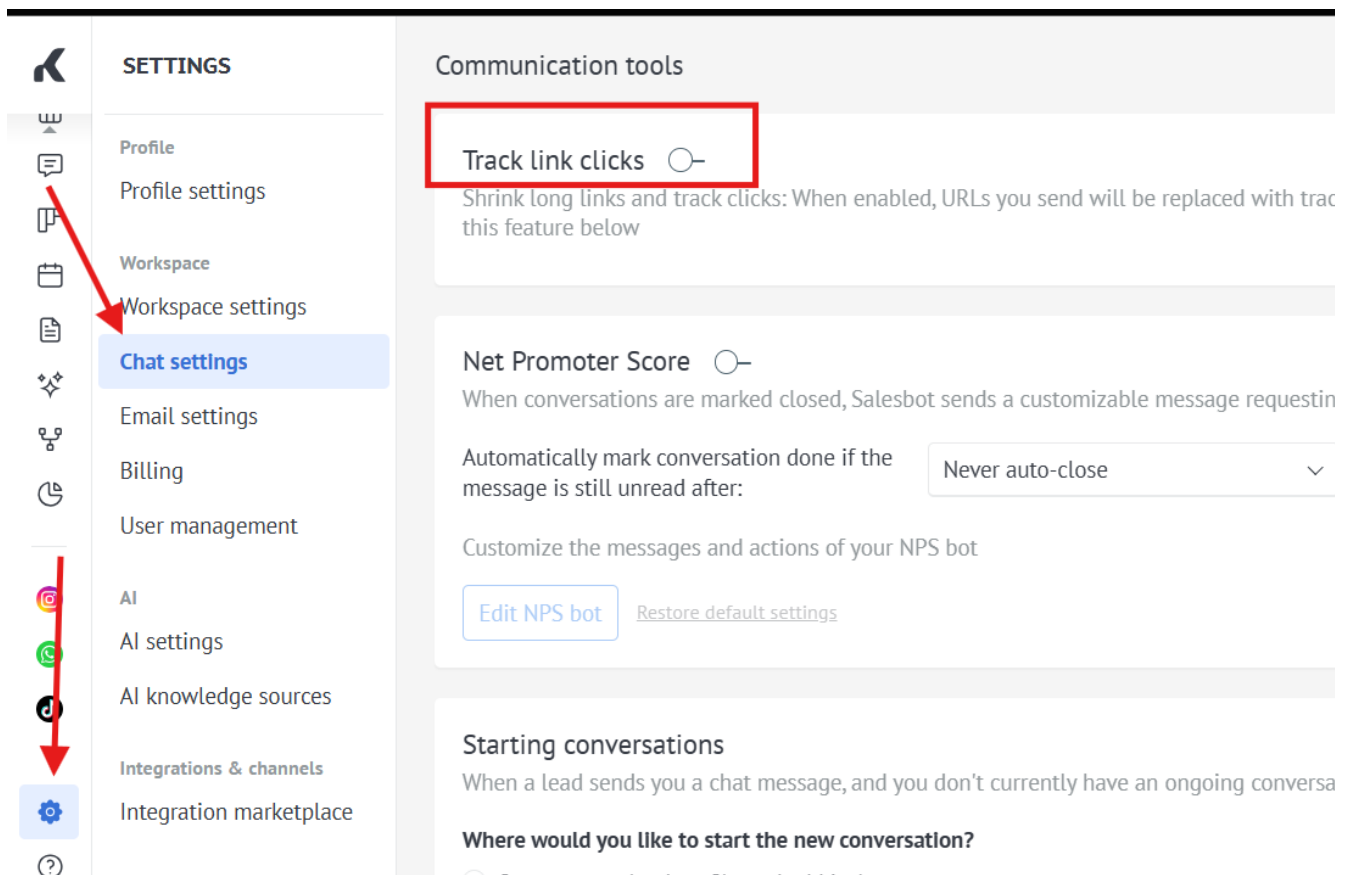 SETTINGS
Profile
Profile settings
Workspace
Workspace settings
Chat settings
Email settings
Billing
User management
AI
AI settings
AI knowledge sources
Integrations & channels
Integration marketplace
Communication tools
Track link clicks
Shrink long links and track clicks: When enabled, URLs you send will be replaced with trac
this feature below
Net Promoter Score
When conversations are marked closed, Salesbot sends a customizable message requestin
Automatically mark conversation done if the
message is still unread after:
Never auto-close
Customize the messages and actions of your NPS bot
Edit NPS bot
Restore default settings
Starting conversations
When a lead sends you a chat message, and you don't currently have an ongoing conversa
Where would you like to start the new conversation?